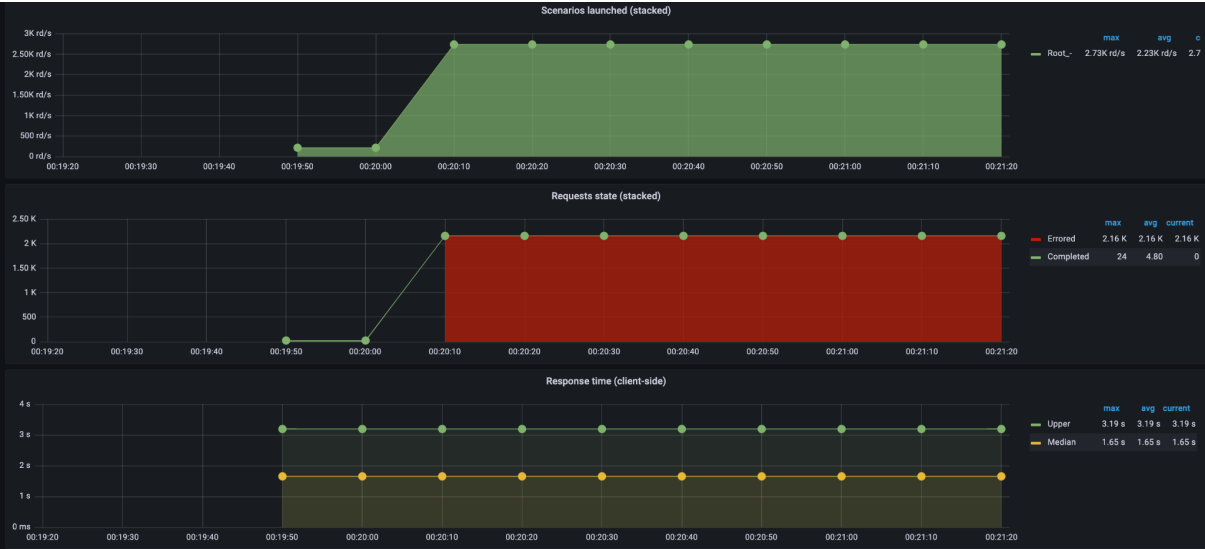 Scenarios launched (stacked)
3K rd/s
2.50K rd/s
2K rd/s
1.50K rd/s
1K rd/s
500 rd/s
0 rd/s
00:19:20 00:19:30 00:19:40 00:19:50 00:20:00 00:20:10 00:20:20 00:20:30 00:20:40 00:20:50 00:21:00 00:21:10 00:21:20
max avg c
Root_- 2.73K rd/s 2.23K rd/s 2.7
Requests state (stacked)
2.50 K
2 K
1.50 K
1 K
500
0
00:19:20 00:19:30 00:19:40 00:19:50 00:20:00 00:20:10 00:20:20 00:20:30 00:20:40 00:20:50 00:21:00 00:21:10 00:21:20
max avg current
Errored 2.16 K 2.16 K 2.16 K
Completed 24 4.80 0
Response time (client-side)
4 s
3 s
2 s
1 s
0 ms
00:19:20 00:19:30 00:19:40 00:19:50 00:20:00 00:20:10 00:20:20 00:20:30 00:20:40 00:20:50 00:21:00 00:21:10 00:21:20
max avg current
Upper 3.19 s 3.19 s 3.19 s
Median 1.65 s 1.65 s 1.65 s